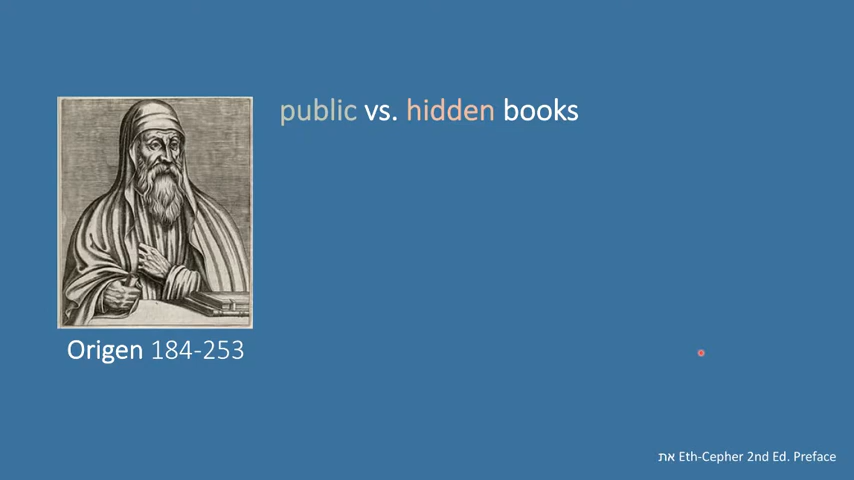 public vs. hidden books
Origen 184-253
את Eth-Cepher 2nd Ed. Preface